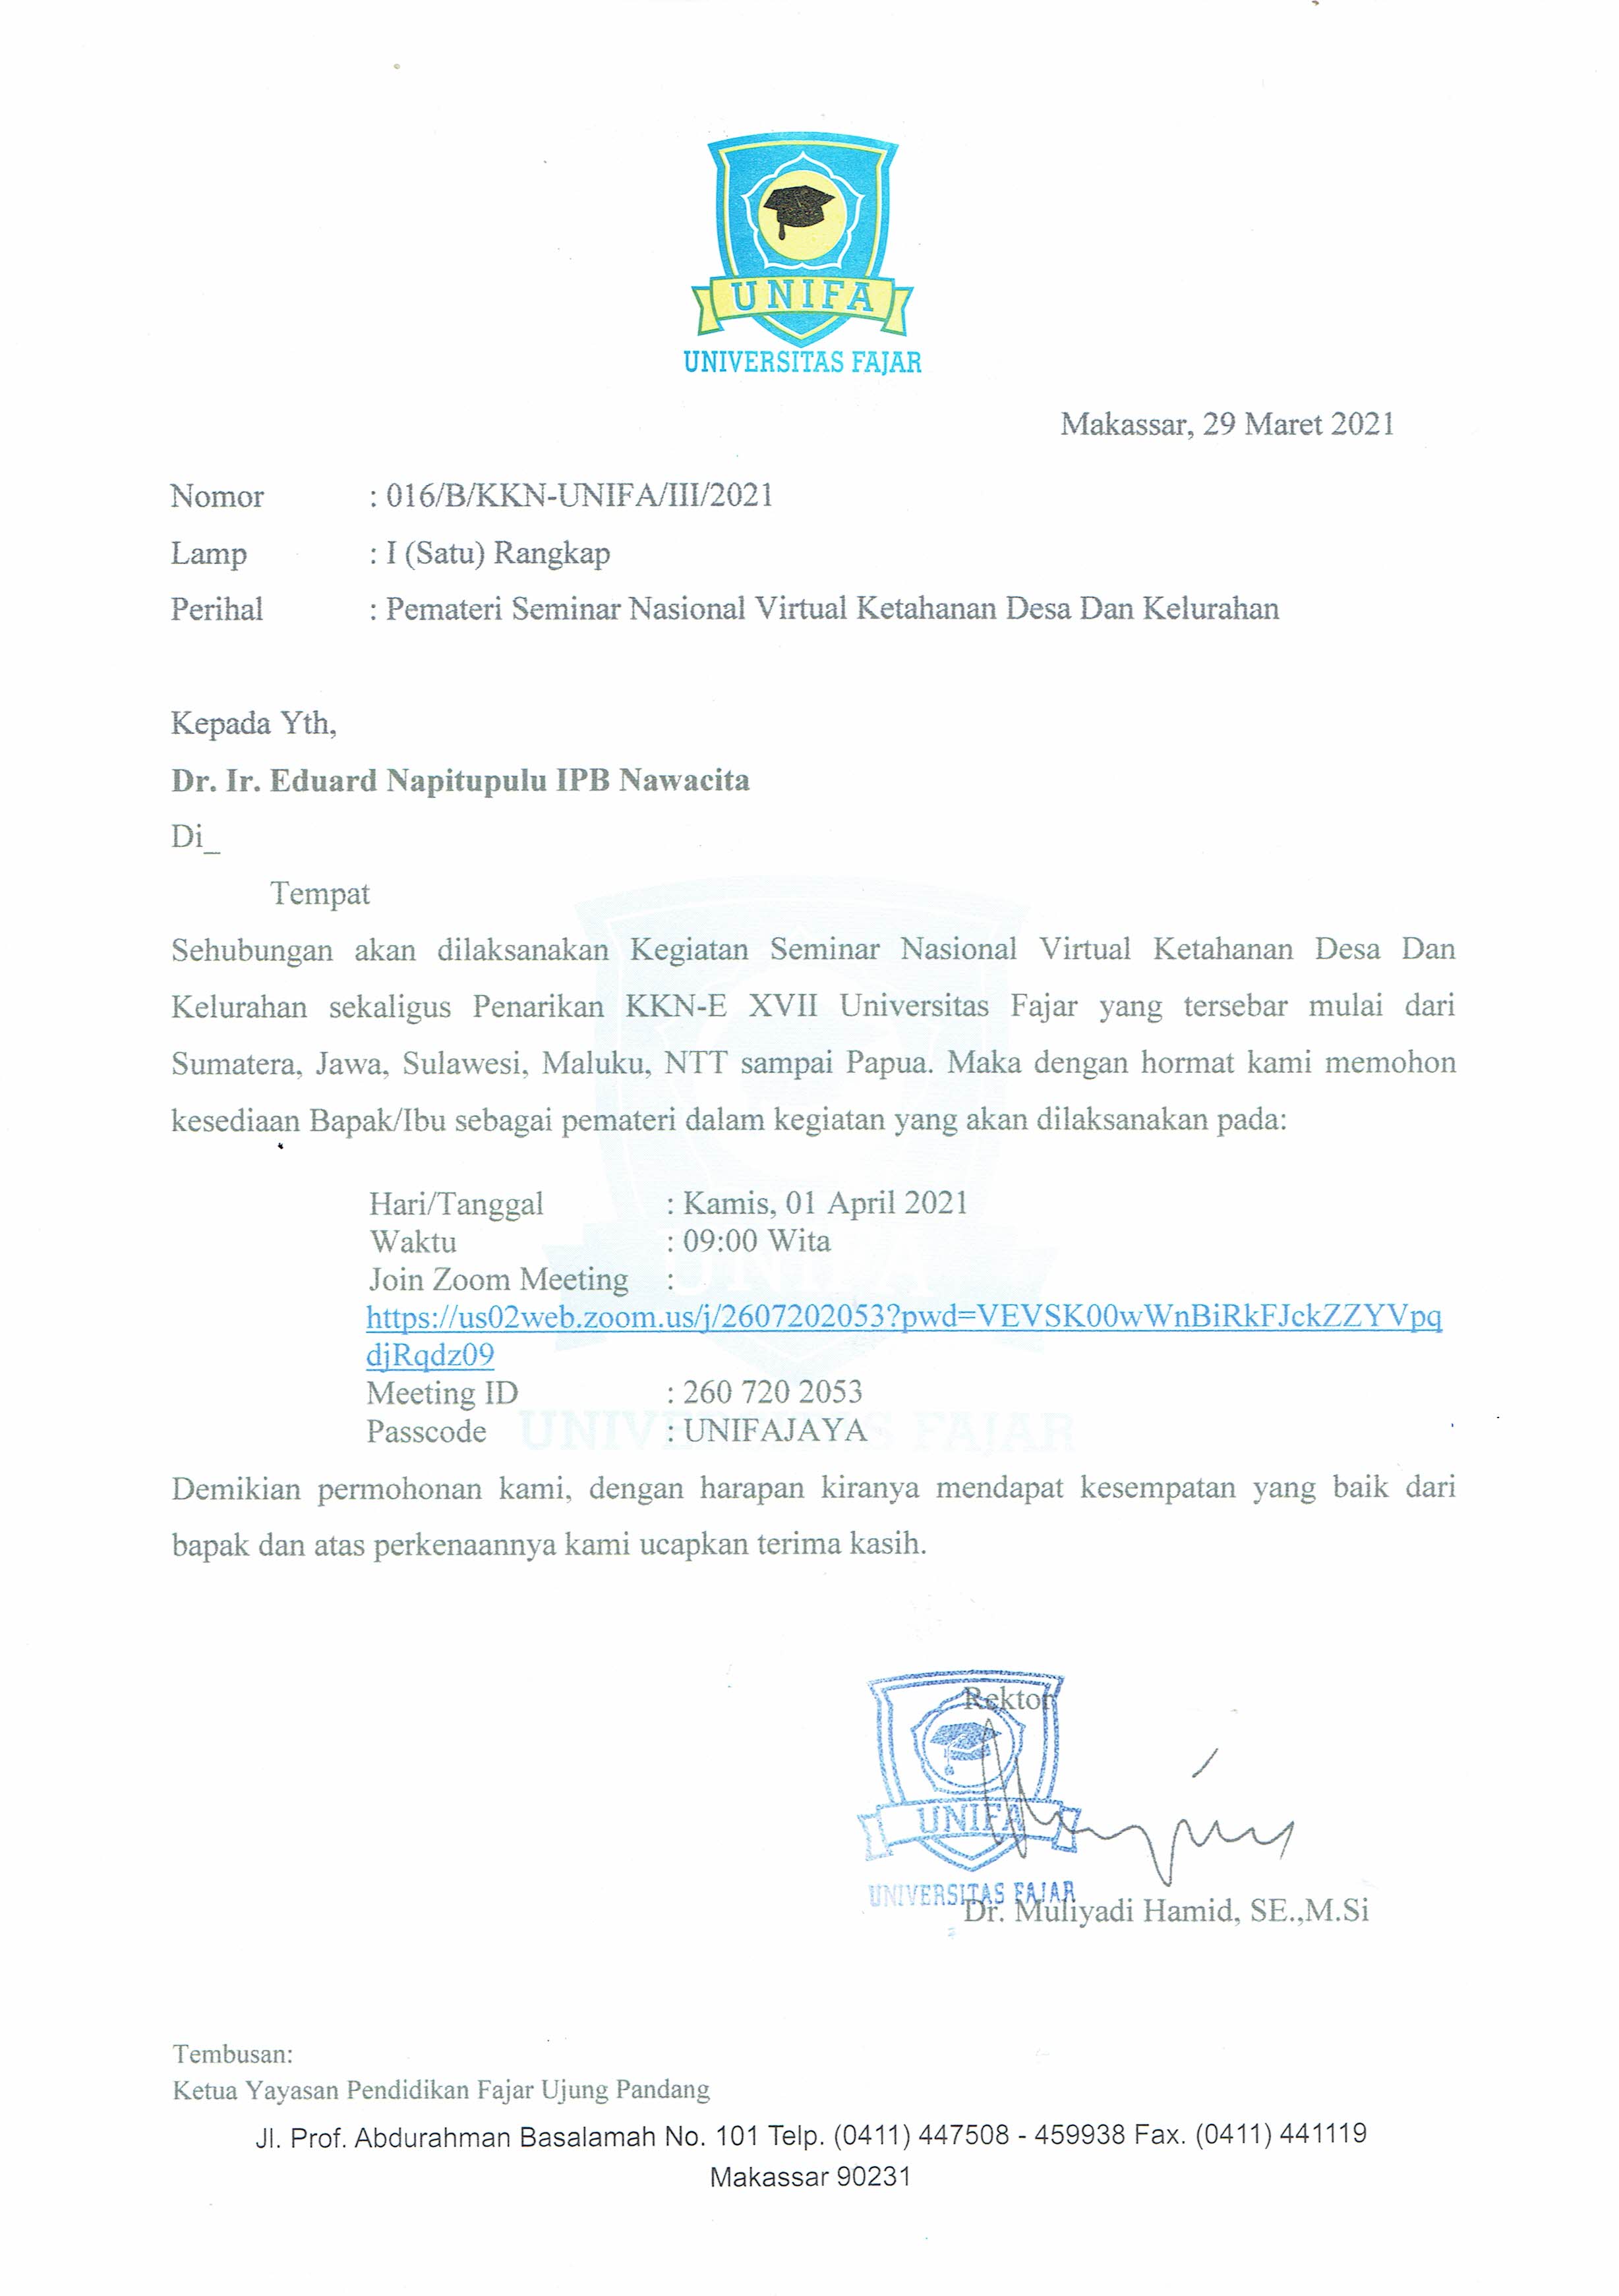 UNIFA
UNIVERSITAS FAJAR
Makassar, 29 Maret 2021
Nomor : 016/B/KKN-UNIFA/III/2021
Lamp : I (Satu) Rangkap
Perihal : Pemateri Seminar Nasional Virtual Ketahanan Desa Dan Kelurahan
Kepada Yth,
Dr. Ir. Eduard Napitupulu IPB Nawacita
Di_
Tempat
Sehubungan akan dilaksanakan Kegiatan Seminar Nasional Virtual Ketahanan Desa Dan
Kelurahan sekaligus Penarikan KKN-E XVII Universitas Fajar yang tersebar mulai dari
Sumatera, Jawa, Sulawesi, Maluku, NTT sampai Papua. Maka dengan hormat kami memohon
kesediaan Bapak/Ibu sebagai pemateri dalam kegiatan yang akan dilaksanakan pada:
Hari/Tanggal : Kamis, 01 April 2021
Waktu : 09:00 Wita
Join Zoom Meeting :
https://us02web.zoom.us/j/2607202053?pwd=VEVSK00wWnBiRkFJckZZYVpq
djRqdz09
Meeting ID : 260 720 2053
Passcode : UNIFAJAYA
UNIFA
UNIVERSITAS FAJAR
Demikian permohonan kami, dengan harapan kiranya mendapat kesempatan yang baik dari
bapak dan atas perkenaannya kami ucapkan terima kasih.
Rektor
UNIFA
UNIVERSITAS FAJAR
Dr. Muliyadi Hamid, SE.,M.Si
Tembusan:
Ketua Yayasan Pendidikan Fajar Ujung Pandang
Jl. Prof. Abdurahman Basalamah No. 101 Telp. (0411) 447508 - 459938 Fax. (0411) 441119
Makassar 90231